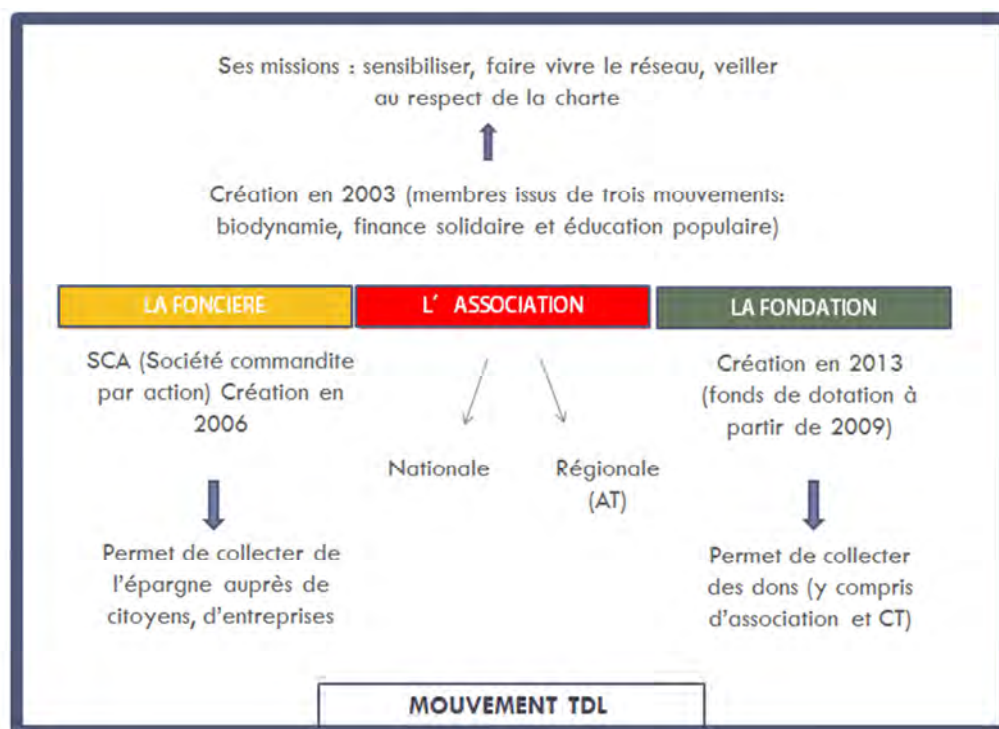 Ses missions : sensibiliser, faire vivre le réseau, veiller
au respect de la charte
Création en 2003 (membres issus de trois mouvements:
biodynamie, finance solidaire et éducation populaire)
LA FONCIERE
L' ASSOCIATION
LA FONDATION
SCA (Société commandite
par action) Création en
2006
Nationale
Régionale
(AT)
Création en 2013
(fonds de dotation à
partir de 2009)
Permet de collecter de
l'épargne auprès de
citoyens, d'entreprises
Permet de collecter
des dons (y compris
d'association et CT)
MOUVEMENT TDL